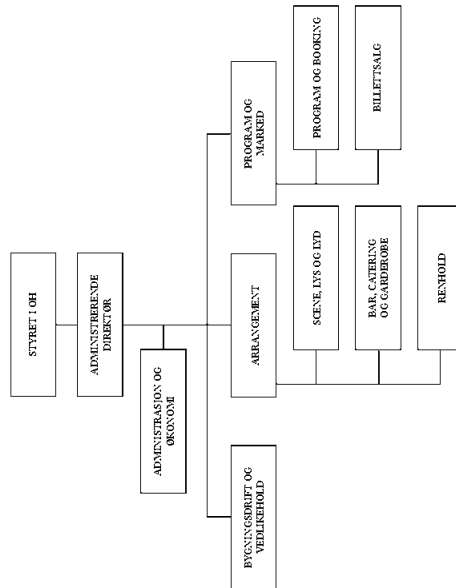 STYRET I OH
ADMINISTRERENDE
DIREKTØR
ADMINISTRASJON OG
ØKONOMI
BYGNINGSDRIFT OG
VEDLIKEHOLD
ARRANGEMENT
SCENE, LYS OG LYD
BAR, CATERING
OG GARDEROBE
RENHOLD
PROGRAM OG
MARKED
PROGRAM OG BOOKING
BILLETTSALG